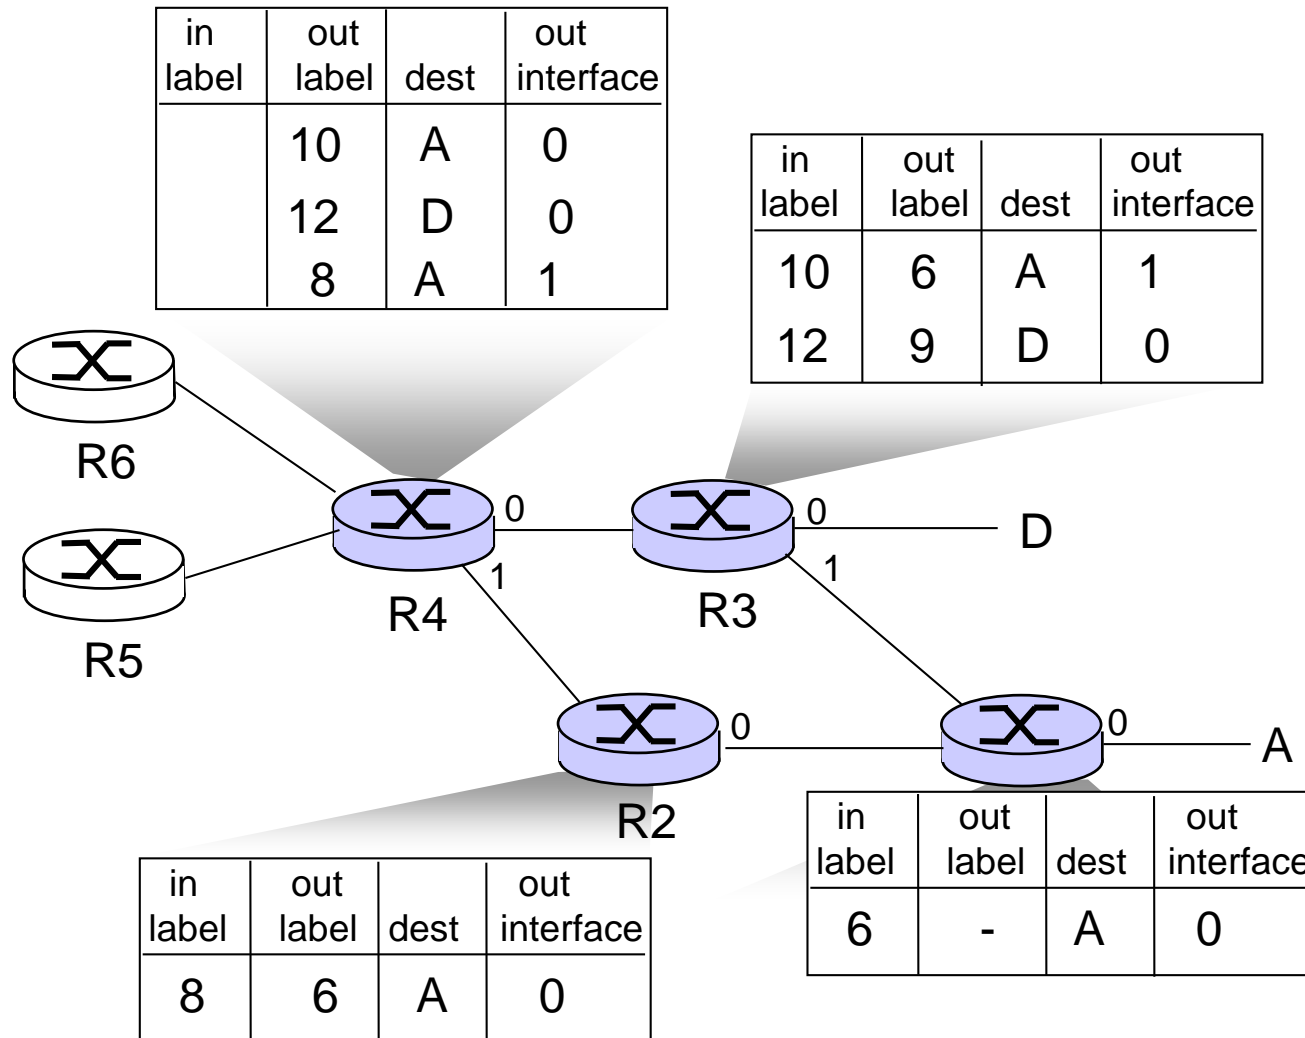 in out out
label label dest interface
10 A 0
12 D 0
8 A 1
in out out
label label dest interface
10 6 A 1
12 9 D 0
R6
R5
R4
0
1
R3
0
1
D
R2
0
0
A
in out out
label label dest interface
8 6 A 0
in out out
label label dest interface
6 - A 0